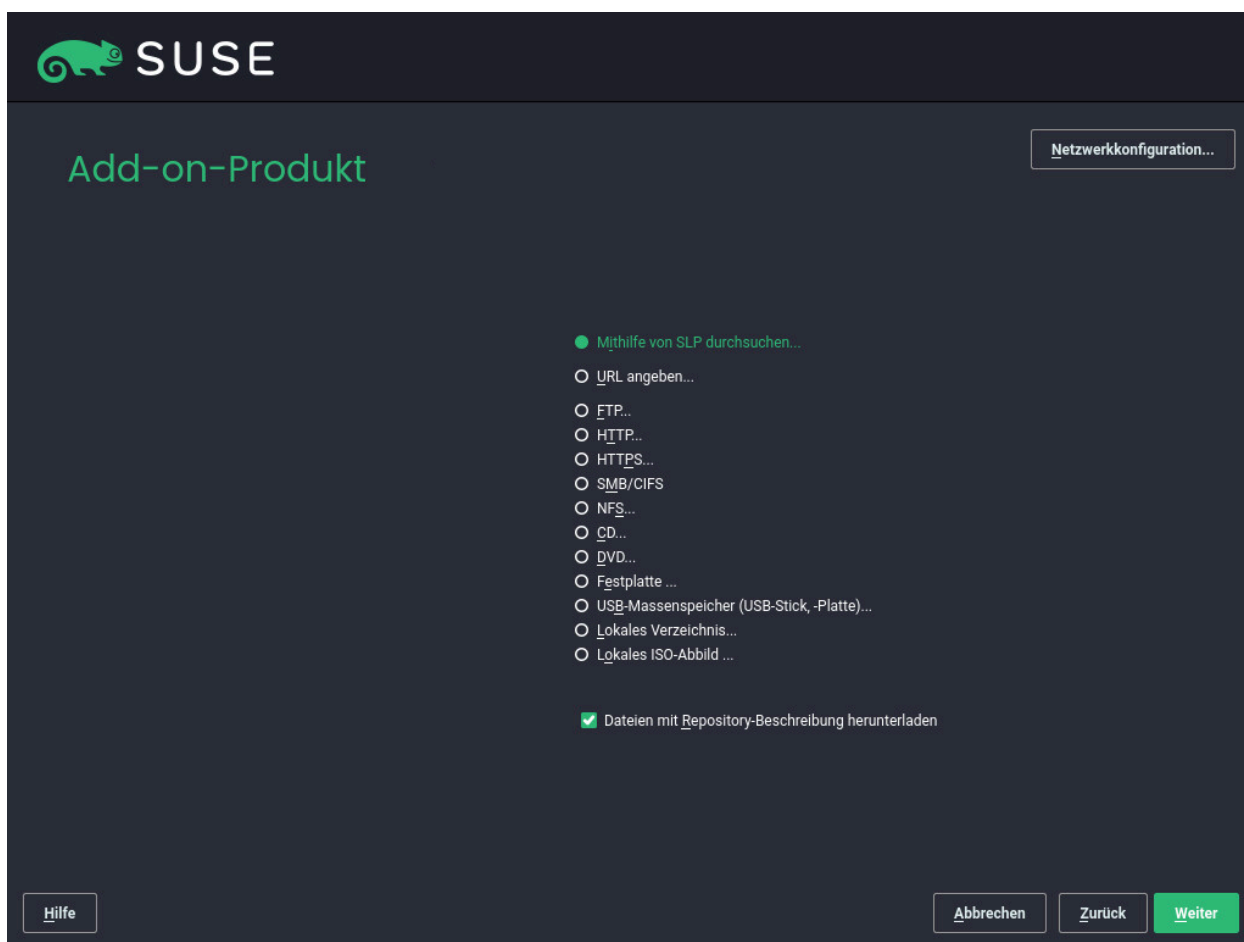 SUSE
Add-on-Produkt
Netzwerkkonfiguration...
Mithilfe von SLP durchsuchen...
URL angeben...
FTP...
HTTP...
HTTPS...
SMB/CIFS
NFS...
CD...
DVD...
Festplatte ...
USB-Massenspeicher (USB-Stick, -Platte)...
Lokales Verzeichnis...
Lokales ISO-Abbild ...
Dateien mit Repository-Beschreibung herunterladen
Hilfe
Abbrechen
Zurück
Weiter